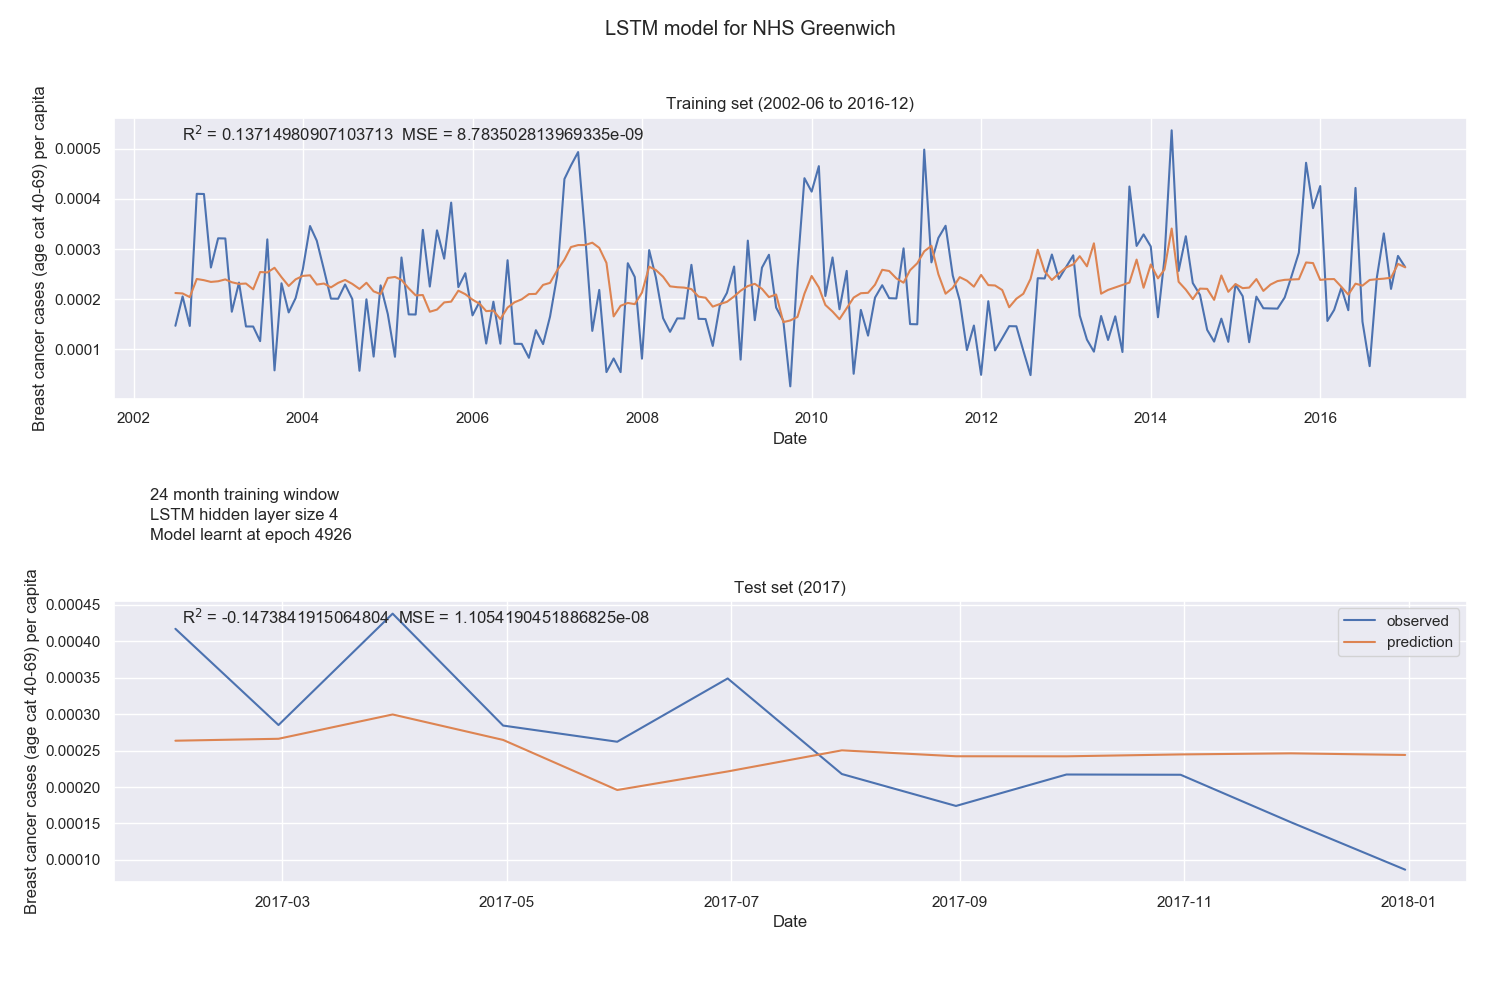 LSTM model for NHS Greenwich
Training set (2002-06 to 2016-12)
R² = 0.13714980907103713 MSE = 8.783502813969335e-09
Breast cancer cases (age cat 40-69) per capita
0.0005
0.0004
0.0003
0.0002
0.0001
2002 2004 2006 2008 2010 2012 2014 2016
Date
24 month training window
LSTM hidden layer size 4
Model learnt at epoch 4926
Test set (2017)
R² = -0.1473841915064804 MSE = 1.1054190451886825e-08
observed
prediction
Breast cancer cases (age cat 40-69) per capita
0.00045
0.00040
0.00035
0.00030
0.00025
0.00020
0.00015
0.00010
2017-03 2017-05 2017-07 2017-09 2017-11 2018-01
Date